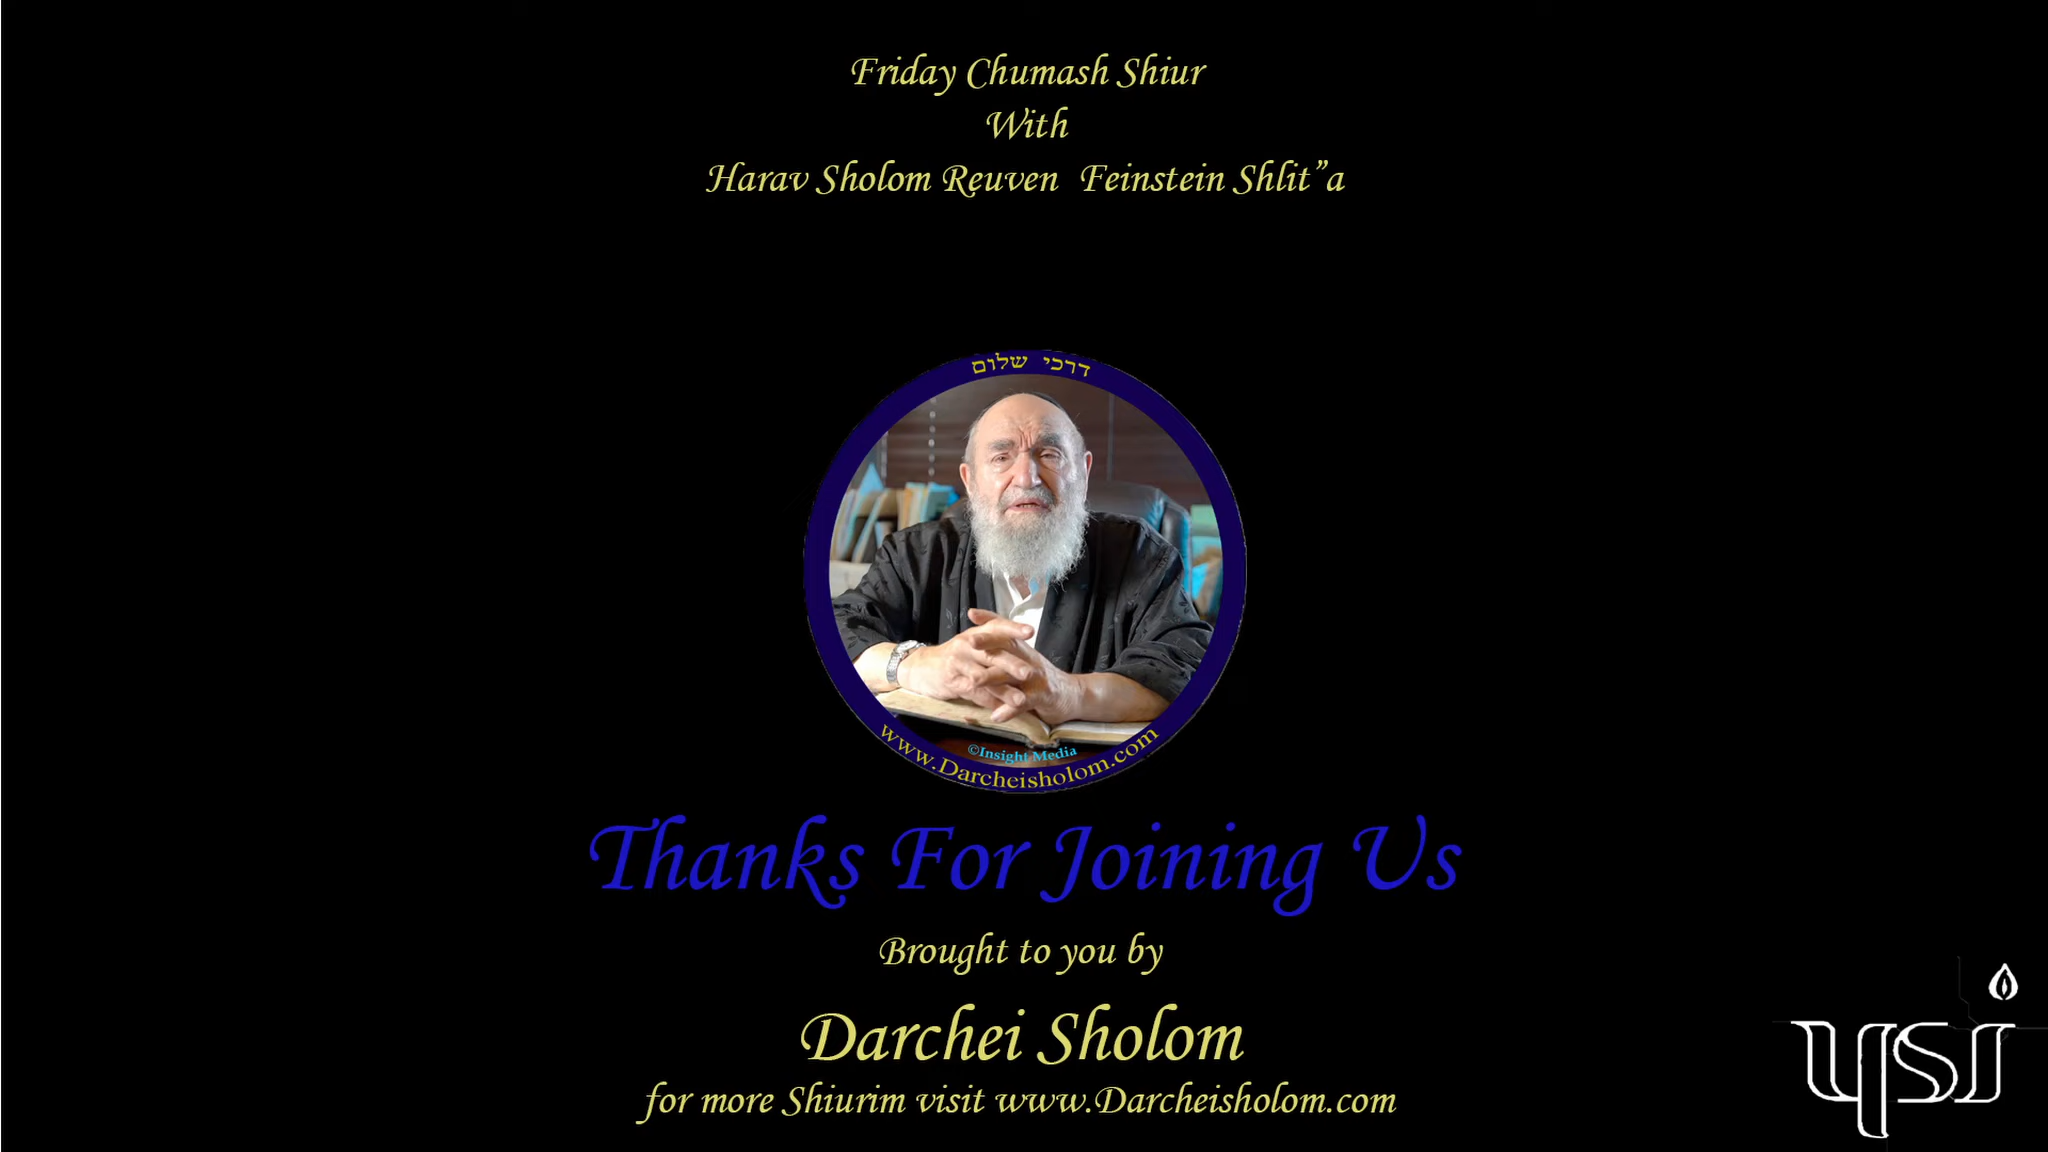 Friday Chumash Shiur
With
Harav Sholom Reuven Feinstein Shlit”a
דרכי שלום
©Insight Media
www.Darcheisholom.com
Thanks For Joining Us
Brought to you by
Darchei Sholom
for more Shiurim visit www.Darcheisholom.com
YSI